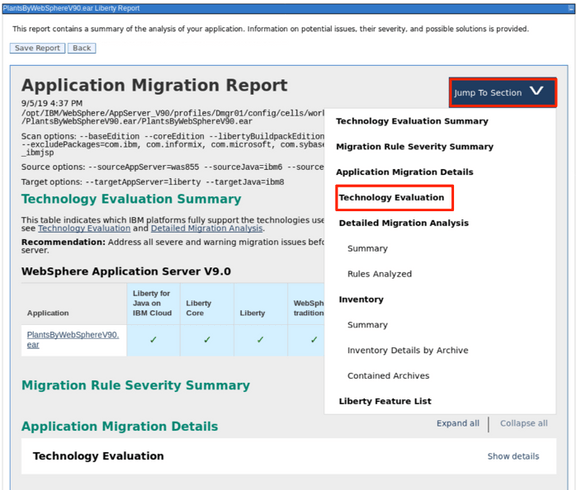 PlantsByWebSphereV90.ear Liberty Report
This report contains a summary of the analysis of your application. Information on potential issues, their severity, and possible solutions is provided.
Save Report Back
Application Migration Report
Jump To Section
9/5/19 4:37 PM
/opt/IBM/WebSphere/AppServer_V90/profiles/Dmgr01/config/cells/
/PlantsByWebSphereV90.ear/PlantsByWebSphereV90.ear
Scan options: --baseEdition --coreEdition --libertyBuildpackEdition
--excludePackages=com.ibm, com.informix, com.microsoft, com.sybase
_ibmjsp
Source options: --sourceAppServer=was855 --sourceJava=ibm6 --source
Target options: --targetAppServer=liberty --targetJava=ibm8
Technology Evaluation Summary
This table indicates which IBM platforms fully support the technologies use
see Technology Evaluation and Detailed Migration Analysis.
Recommendation: Address all severe and warning migration issues befo
server.
WebSphere Application Server V9.0
Application
Liberty for
Java on
IBM Cloud
Liberty
Core
Liberty
WebSph
tradition
PlantsByWebSphereV90.
ear
✓ ✓ ✓ ✓
Technology Evaluation Summary
Migration Rule Severity Summary
Application Migration Details
Technology Evaluation
Detailed Migration Analysis
Summary
Rules Analyzed
Inventory
Summary
Inventory Details by Archive
Contained Archives
Liberty Feature List
Migration Rule Severity Summary
Application Migration Details
Expand all Collapse all
Technology Evaluation Show details